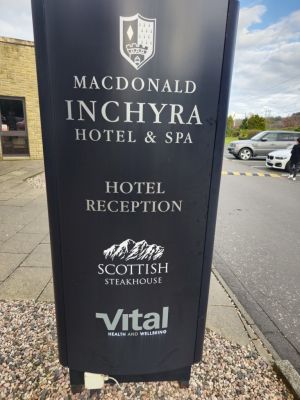 MACDONALD
INCHYRA
HOTEL & SPA
HOTEL
RECEPTION
SCOTTISH
STEAKHOUSE
Vital
HEALTH AND WELLBEING